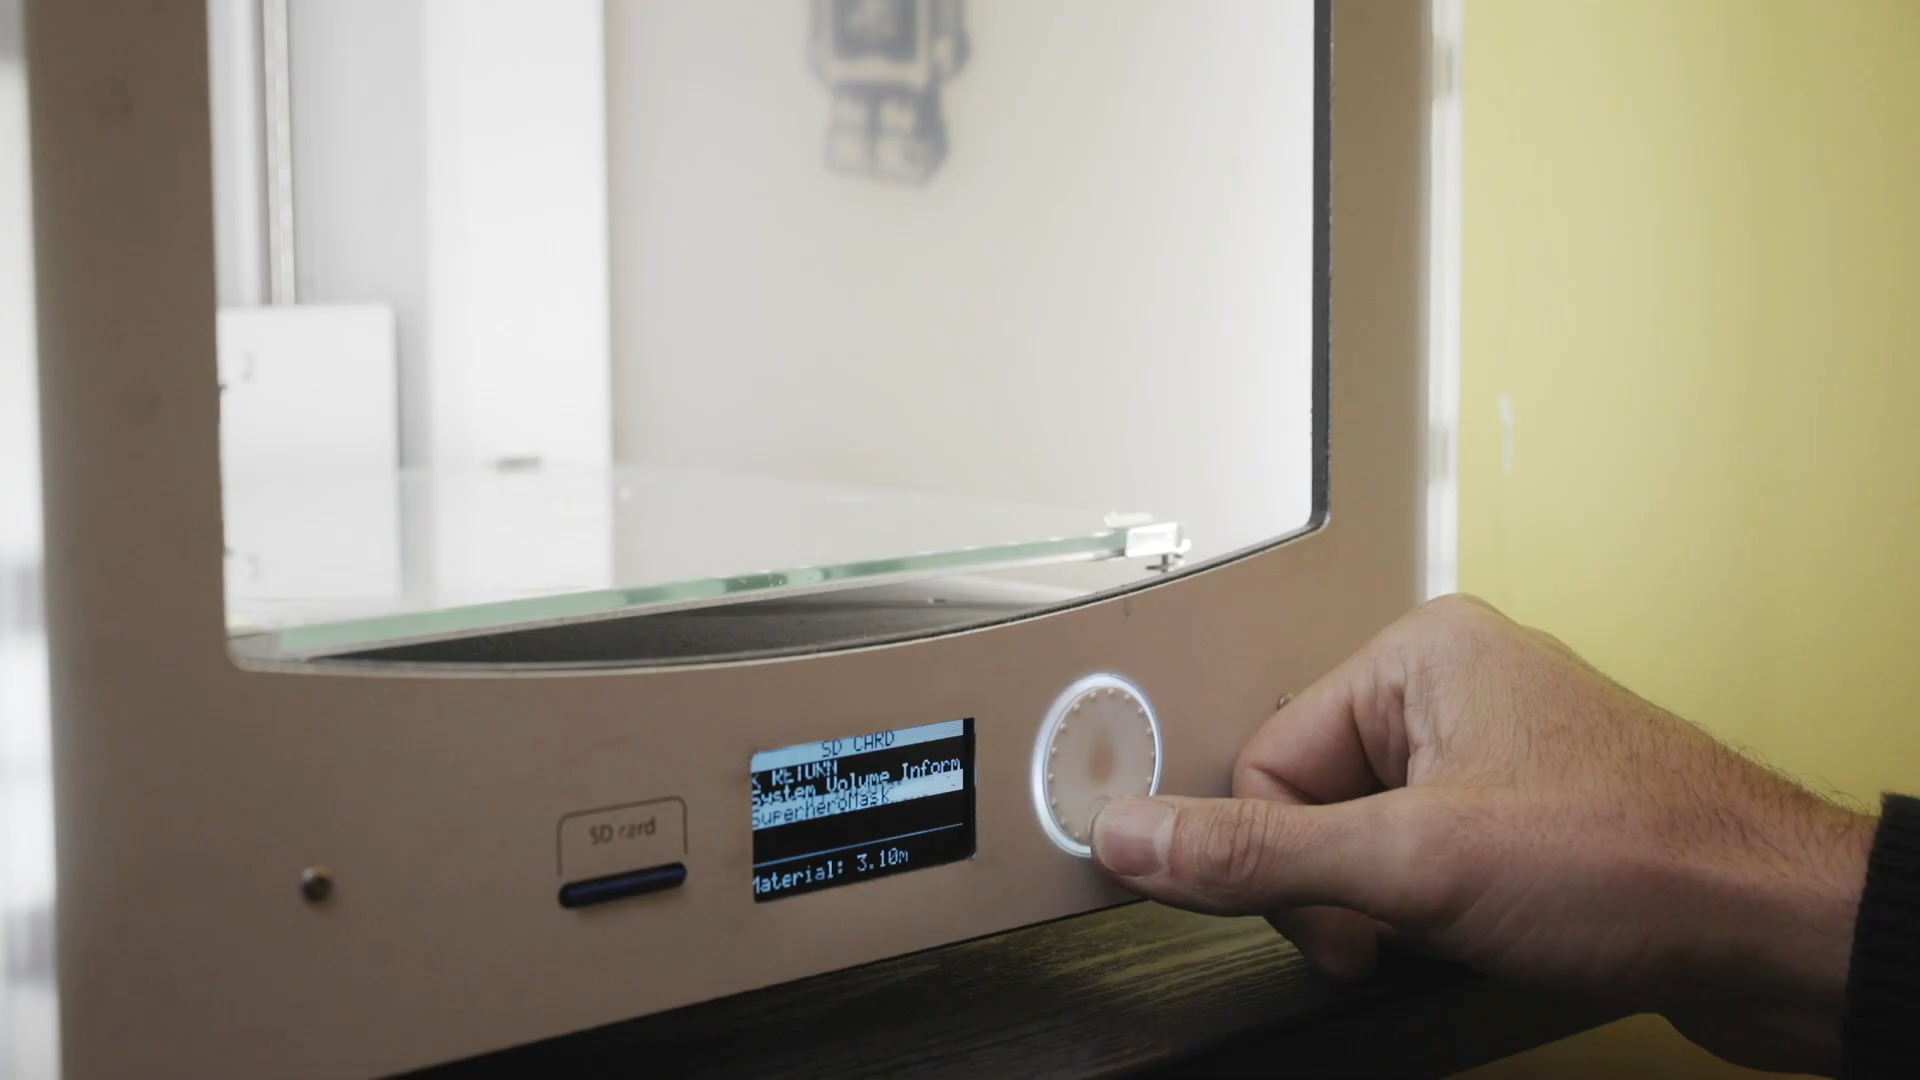 SD CARD
< RETURN
System Volume Inform
SuperheroMask
Material: 3.10m
SD card